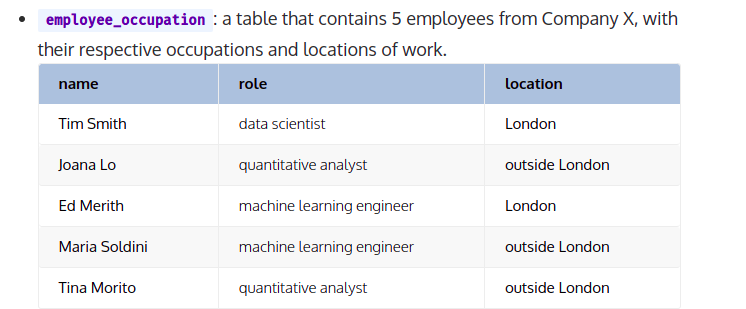 employee_occupation : a table that contains 5 employees from Company X, with
their respective occupations and locations of work.
name role location
Tim Smith data scientist London
Joana Lo quantitative analyst outside London
Ed Merith machine learning engineer London
Maria Soldini machine learning engineer outside London
Tina Morito quantitative analyst outside London